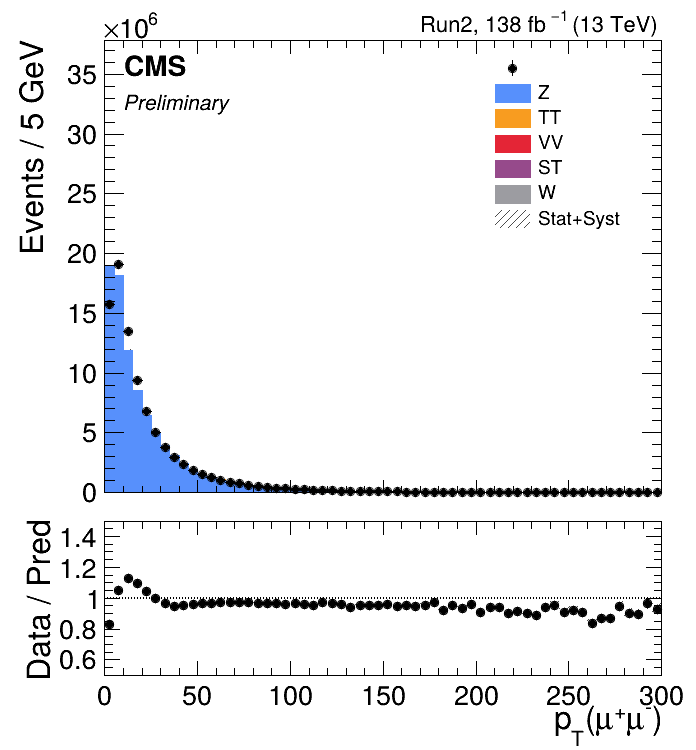 ×10⁶
Run2, 138 fb⁻¹ (13 TeV)
CMS
Preliminary
Z
TT
VV
ST
W
Stat+Syst
Events / 5 GeV
35
30
25
20
15
10
5
0
Data / Pred
1.4
1.2
1
0.8
0.6
0 50 100 150 200 250 300
p_T(μ⁺μ⁻)